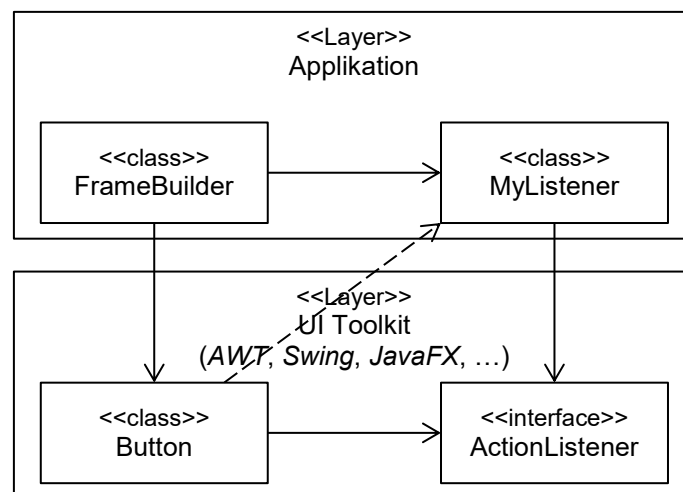 <<Layer>>
Applikation
<<class>>
FrameBuilder
<<class>>
MyListener
<<Layer>>
UI Toolkit
(AWT, Swing, JavaFX, …)
<<class>>
Button
<<interface>>
ActionListener